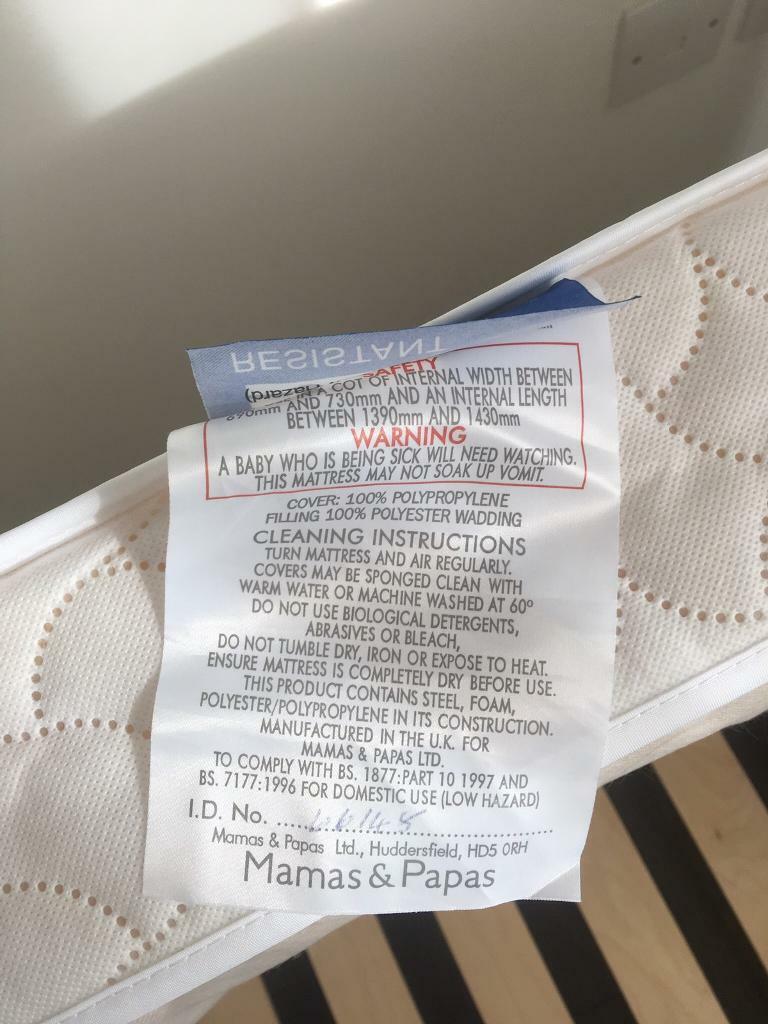 RESISTANT
hazard)
SAFETY
A COT OF INTERNAL WIDTH BETWEEN
690mm AND 730mm AND AN INTERNAL LENGTH
BETWEEN 1390mm AND 1430mm
WARNING
A BABY WHO IS BEING SICK WILL NEED WATCHING.
THIS MATTRESS MAY NOT SOAK UP VOMIT.
COVER: 100% POLYPROPYLENE
FILLING 100% POLYESTER WADDING
CLEANING INSTRUCTIONS
TURN MATTRESS AND AIR REGULARLY.
COVERS MAY BE SPONGED CLEAN WITH
WARM WATER OR MACHINE WASHED AT 60º
DO NOT USE BIOLOGICAL DETERGENTS,
ABRASIVES OR BLEACH,
DO NOT TUMBLE DRY, IRON OR EXPOSE TO HEAT.
ENSURE MATTRESS IS COMPLETELY DRY BEFORE USE.
THIS PRODUCT CONTAINS STEEL, FOAM,
POLYESTER/POLYPROPYLENE IN ITS CONSTRUCTION.
MANUFACTURED IN THE U.K. FOR
MAMAS & PAPAS LTD.
TO COMPLY WITH BS. 1877:PART 10 1997 AND
BS. 7177:1996 FOR DOMESTIC USE (LOW HAZARD)
I.D. No.
Mamas & Papas Ltd., Huddersfield, HD5 0RH
Mamas & Papas